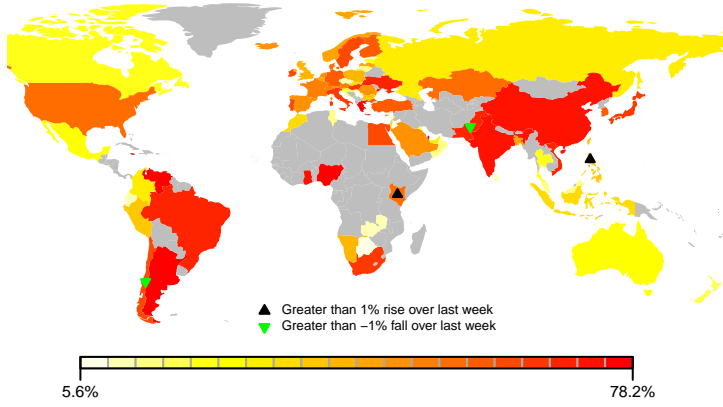 Greater than 1% rise over last week
Greater than −1% fall over last week
5.6%
78.2%